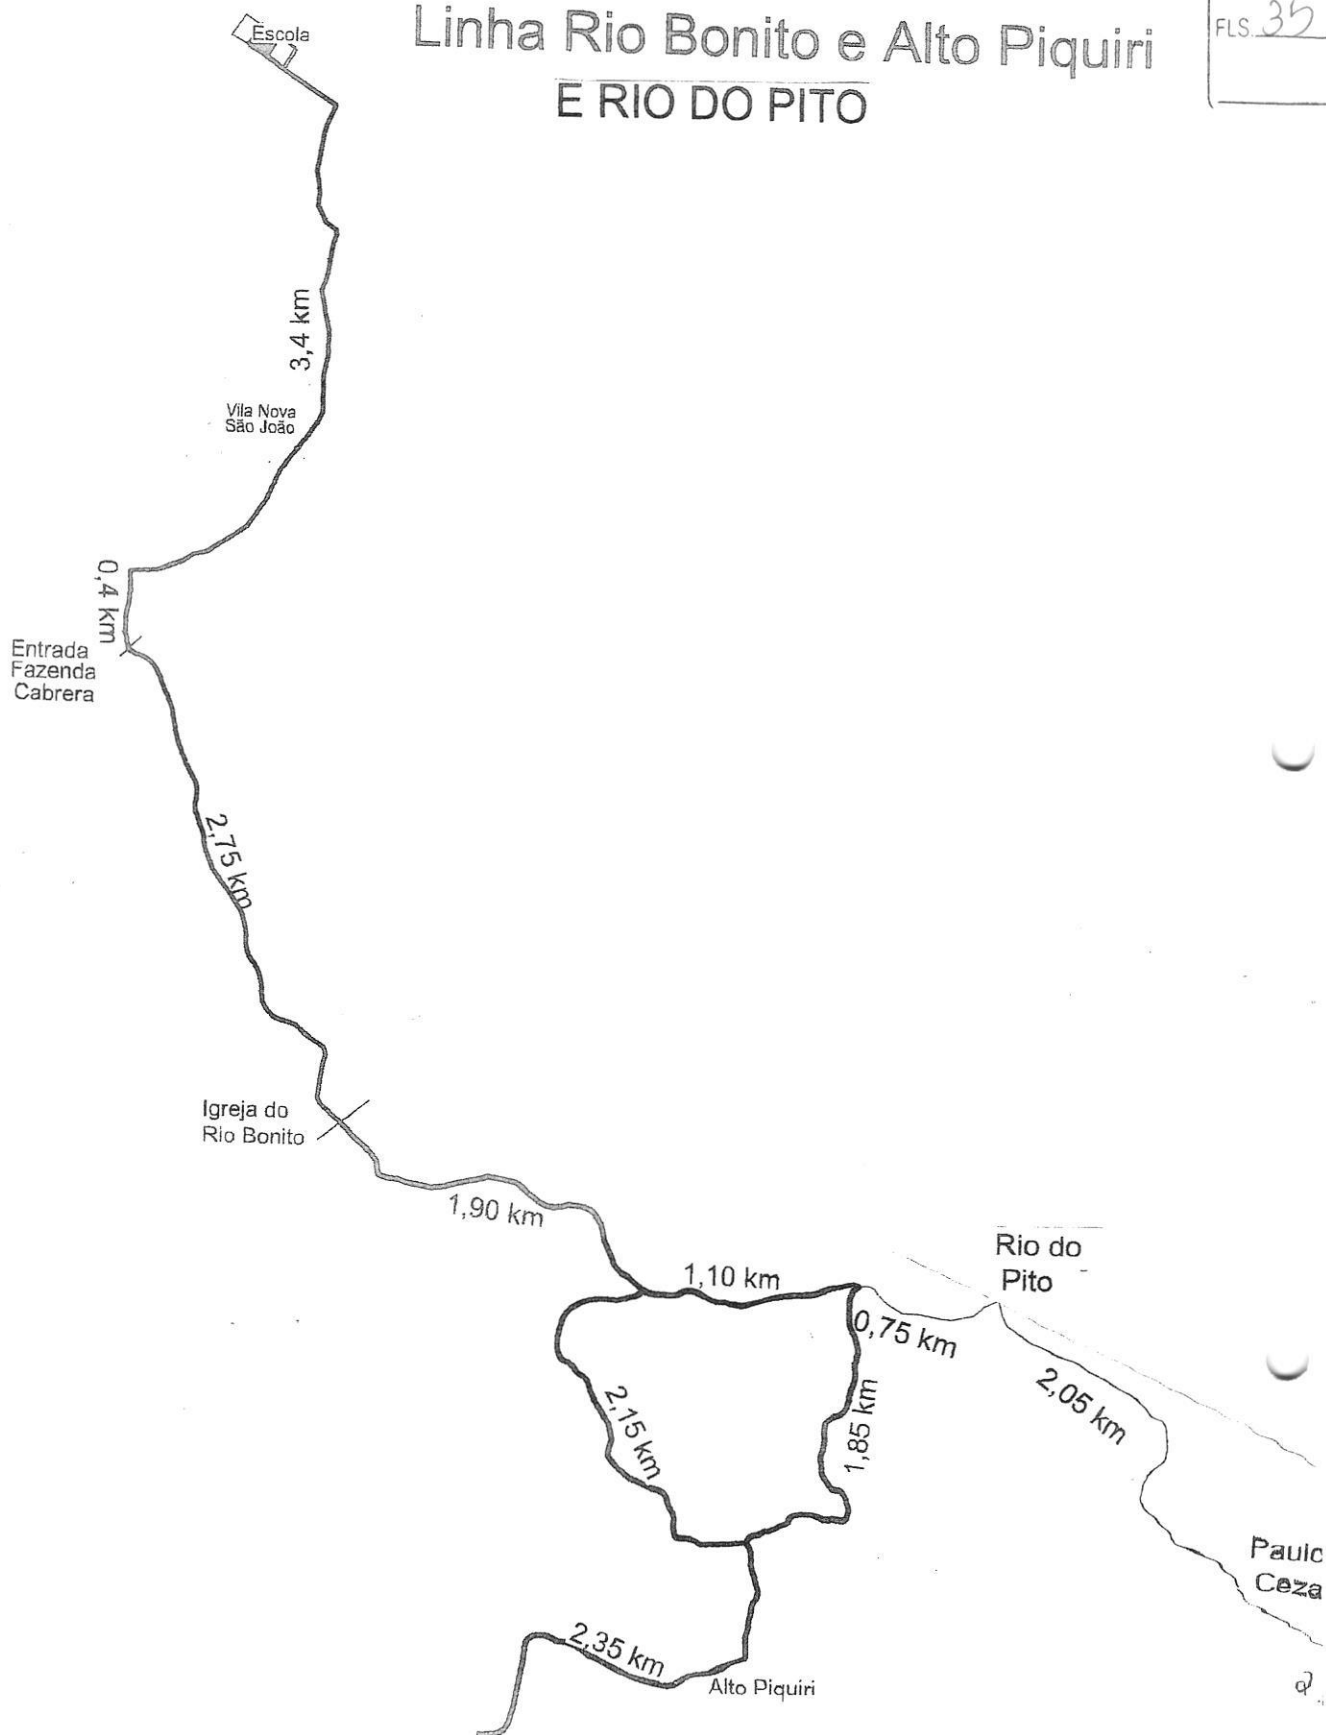 Linha Rio Bonito e Alto Piquiri
E RIO DO PITO
FLS. 35
Escola
3,4 km
Vila Nova
São João
0,4 km
Entrada
Fazenda
Cabrera
2,75 km
Igreja do
Rio Bonito
1,90 km
1,10 km
Rio do
Pito
0,75 km
2,05 km
2,15 km
1,85 km
Ceza
2,35 km
Alto Piquiri